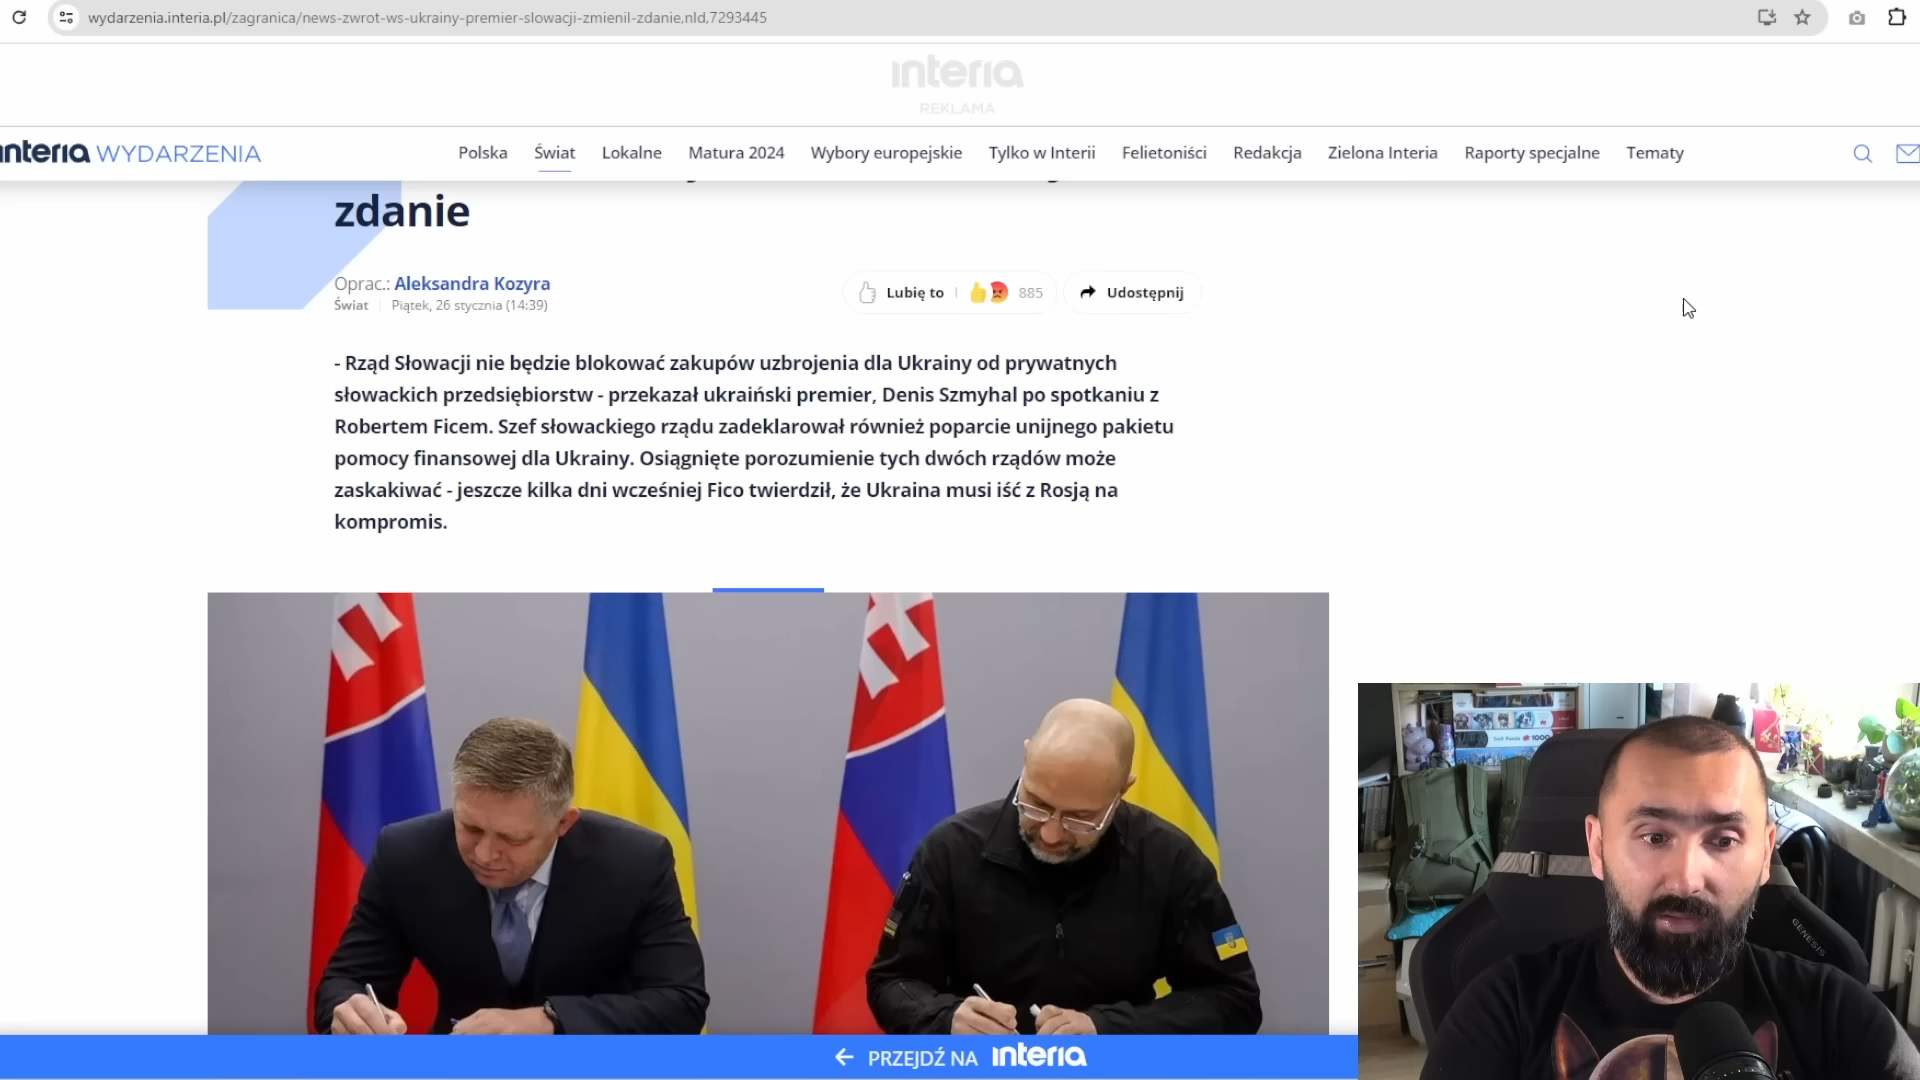 wydarzenia.interia.pl/zagranica/news-zwrot-ws-ukrainy-premier-slowacji-zmienil-zdanie,nId,7293445
interia
REKLAMA
interia WYDARZENIA
Polska Świat Lokalne Matura 2024 Wybory europejskie Tylko w Interii Felietoniści Redakcja Zielona Interia Raporty specjalne Tematy
zdanie
Oprac.: Aleksandra Kozyra
Świat Piątek, 26 stycznia (14:39)
Lubię to 885 Udostępnij
- Rząd Słowacji nie będzie blokować zakupów uzbrojenia dla Ukrainy od prywatnych
słowackich przedsiębiorstw - przekazał ukraiński premier, Denis Szmyhal po spotkaniu z
Robertem Ficem. Szef słowackiego rządu zadeklarował również poparcie unijnego pakietu
pomocy finansowej dla Ukrainy. Osiągnięte porozumienie tych dwóch rządów może
zaskakiwać - jeszcze kilka dni wcześniej Fico twierdził, że Ukraina musi iść z Rosją na
kompromis.
1000
GENESIS
PRZEJDŹ NA interia